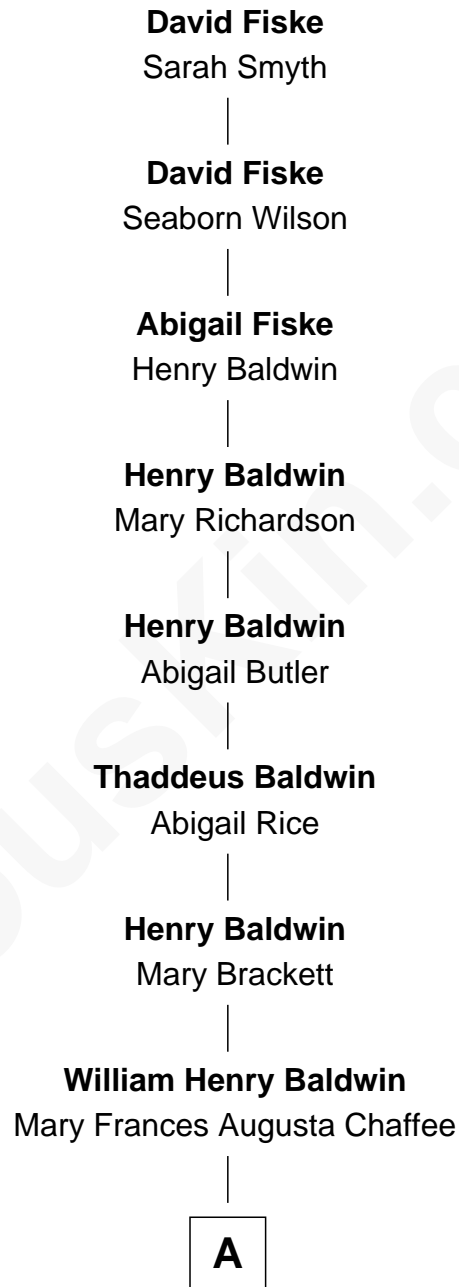 David Fiske
Sarah Smyth
David Fiske
Seaborn Wilson
Abigail Fiske
Henry Baldwin
Henry Baldwin
Mary Richardson
Henry Baldwin
Abigail Butler
Thaddeus Baldwin
Abigail Rice
Henry Baldwin
Mary Brackett
William Henry Baldwin
Mary Frances Augusta Chaffee
A